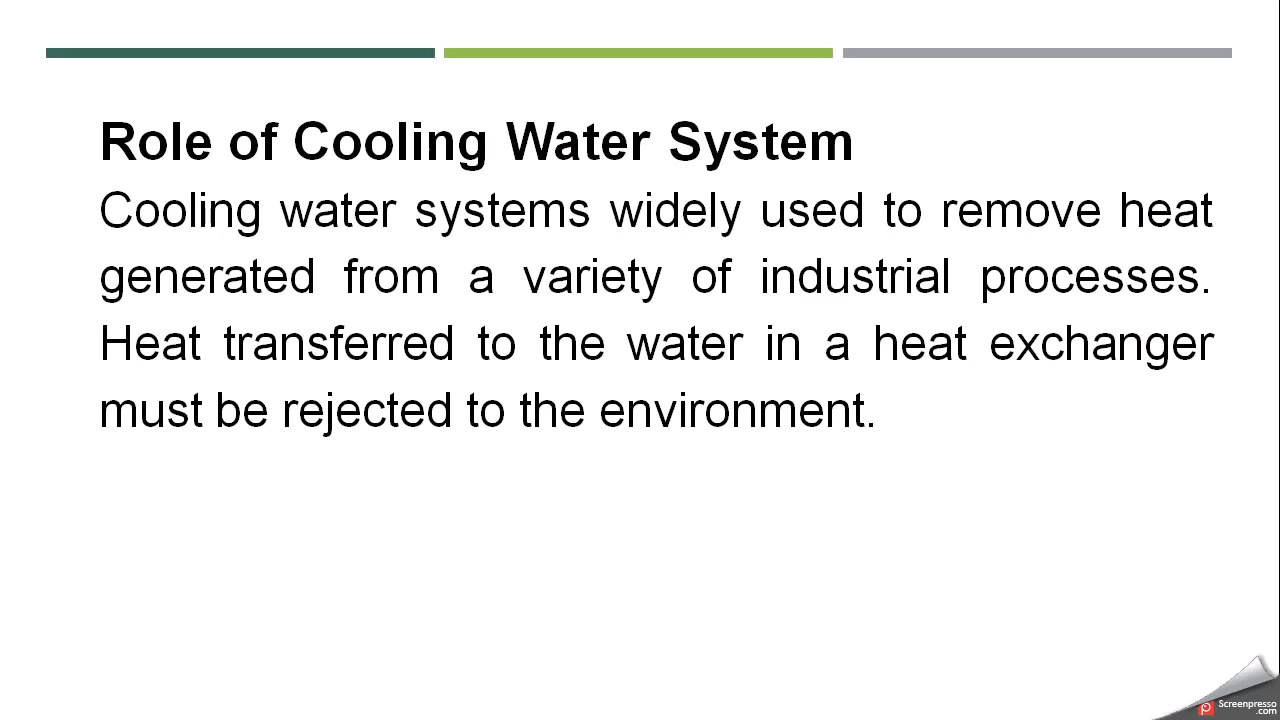 Role of Cooling Water System
Cooling water systems widely used to remove heat
generated from a variety of industrial processes.
Heat transferred to the water in a heat exchanger
must be rejected to the environment.
Screenpresso
.com